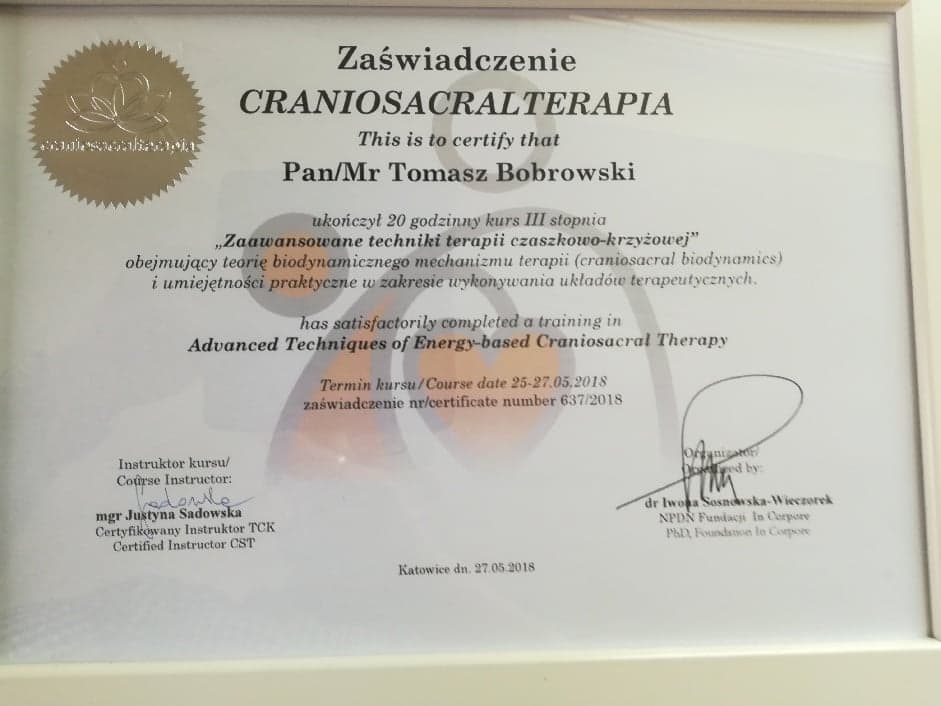 Zaświadczenie
CRANIOSACRALTERAPIA
This is to certify that
Pan/Mr Tomasz Bobrowski
ukończył 20 godzinny kurs III stopnia
„Zaawansowane techniki terapii czaszkowo-krzyżowej”
obejmujący teorię biodynamicznego mechanizmu terapii (craniosacral biodynamics)
i umiejętności praktyczne w zakresie wykonywania układów terapeutycznych.
has satisfactorily completed a training in
Advanced Techniques of Energy-based Craniosacral Therapy
Termin kursu/Course date 25-27.05.2018
zaświadczenie nr/certificate number 637/2018
Instruktor kursu/
Course Instructor:
mgr Justyna Sadowska
Certyfikowany Instruktor TCK
Certified Instructor CST
Organizator/
by:
dr Iwona Sosnowska-Wieczorek
NPDN Fundacji In Corpore
PhD, Foundation In Corpore
Katowice dn. 27.05.2018
craniosacralterapia